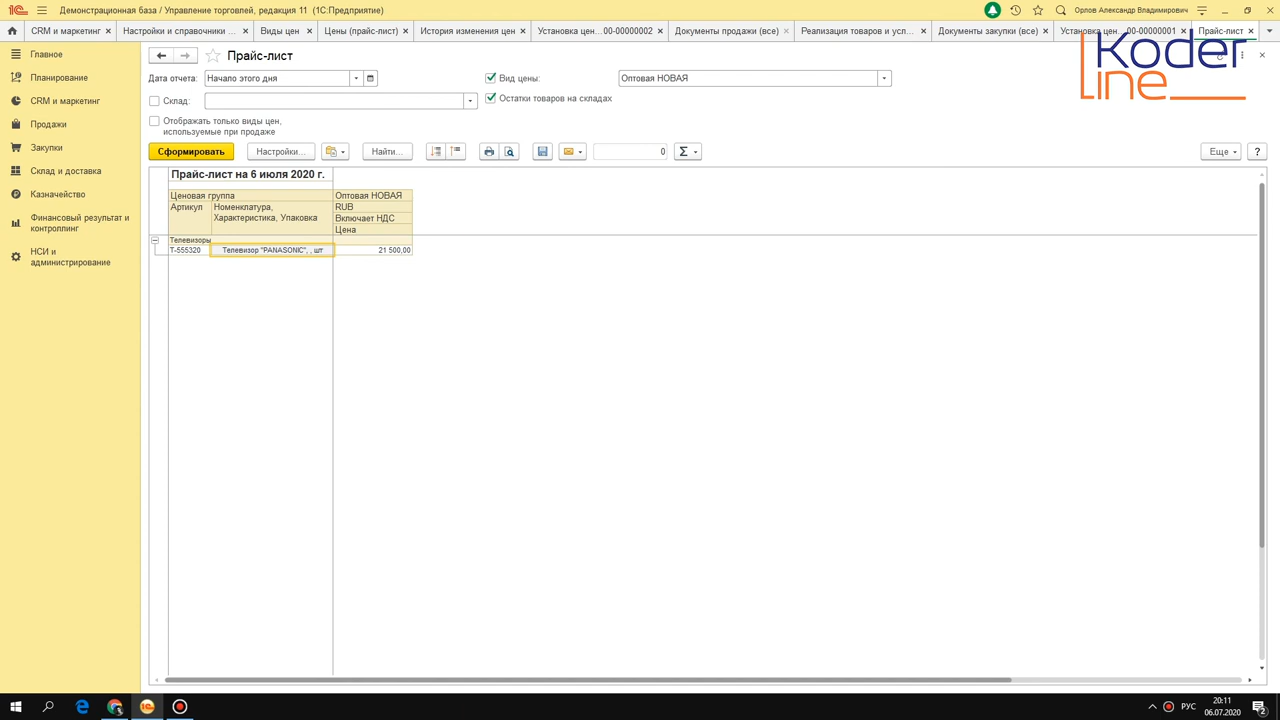 Демонстрационная база / Управление торговлей, редакция 11 (1С:Предприятие)
Орлов Александр Владимирович
CRM и маркетинг
Настройки и справочники ...
Виды цен
Цены (прайс-лист)
История изменения цен
Установка цен...00-00000002
Документы продажи (все)
Реализация товаров и усл...
Документы закупки (все)
Установка цен...00-00000001
Прайс-лист
Koder
line
Главное
Планирование
CRM и маркетинг
Продажи
Закупки
Склад и доставка
Казначейство
Финансовый результат и
контроллинг
НСИ и
администрирование
Прайс-лист
Дата отчета: Начало этого дня
Вид цены: Оптовая НОВАЯ
Склад:
Остатки товаров на складах
Отображать только виды цен,
используемые при продаже
Сформировать
Настройки...
Найти...
0
Σ
Еще
?
Прайс-лист на 6 июля 2020 г.
Ценовая группа
Оптовая НОВАЯ
Артикул
Номенклатура,
Характеристика, Упаковка
RUB
Включает НДС
Цена
Телевизоры
Т-555320 Телевизор "PANASONIC", , шт 21 500,00
РУС
20:11
06.07.2020
2